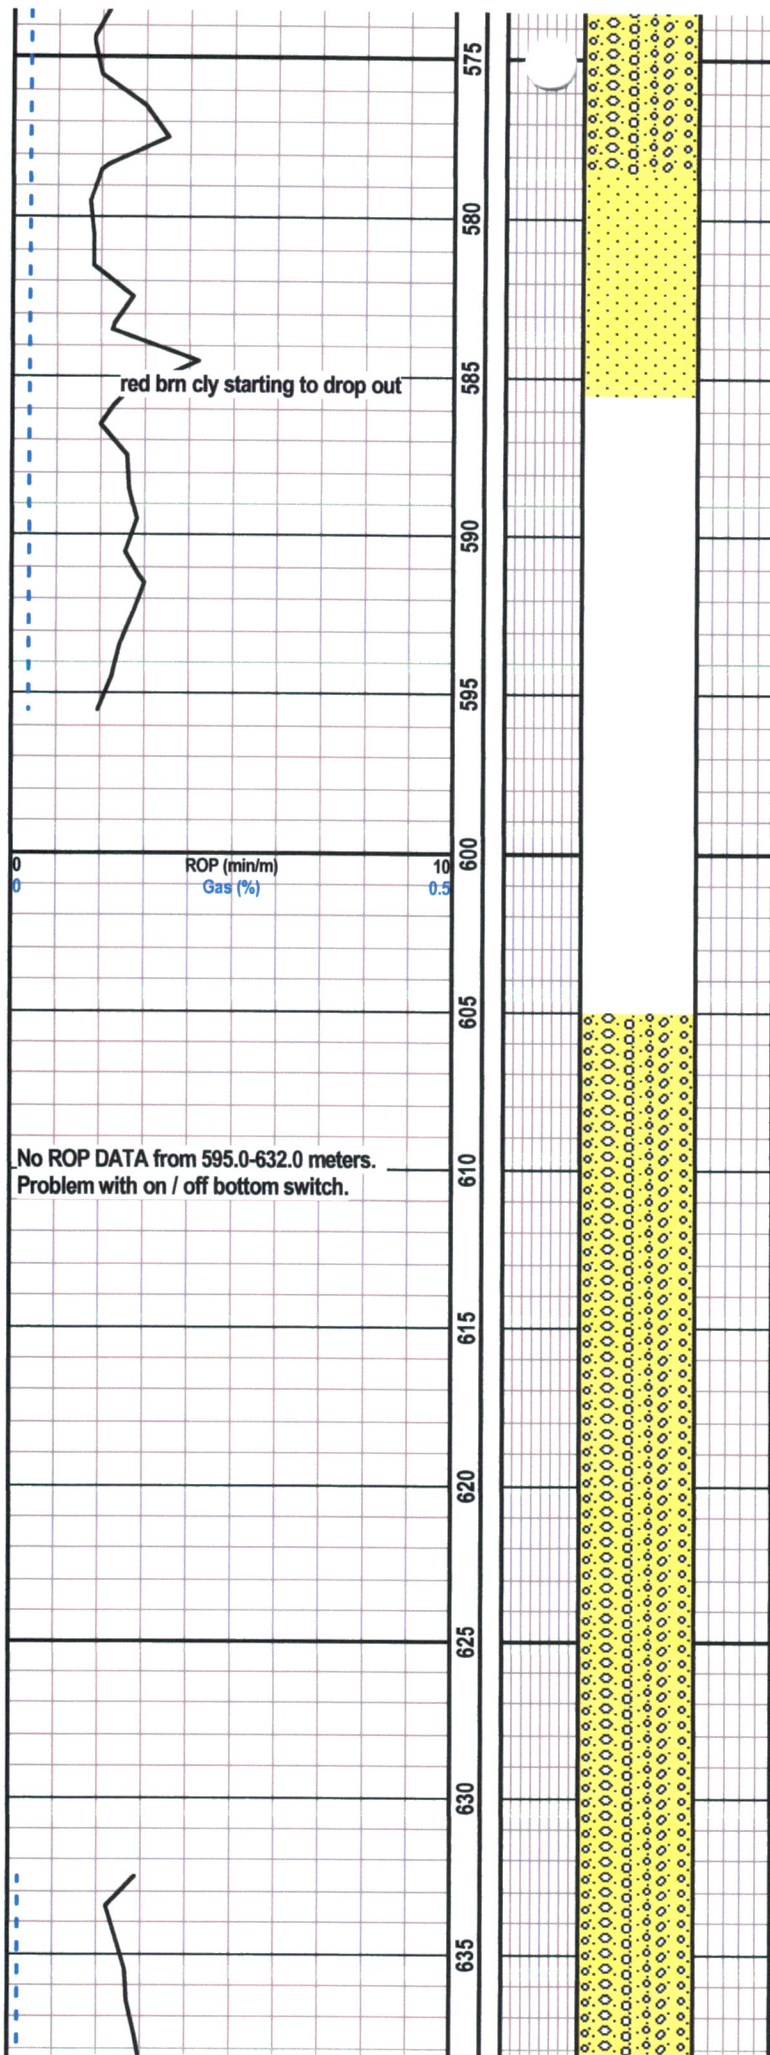 575
580
red brn cly starting to drop out
585
590
595
0 ROP (min/m) 10
600
0 Gas (%) 0.5
605
No ROP DATA from 595.0-632.0 meters.
610
Problem with on / off bottom switch.
615
620
625
630
635